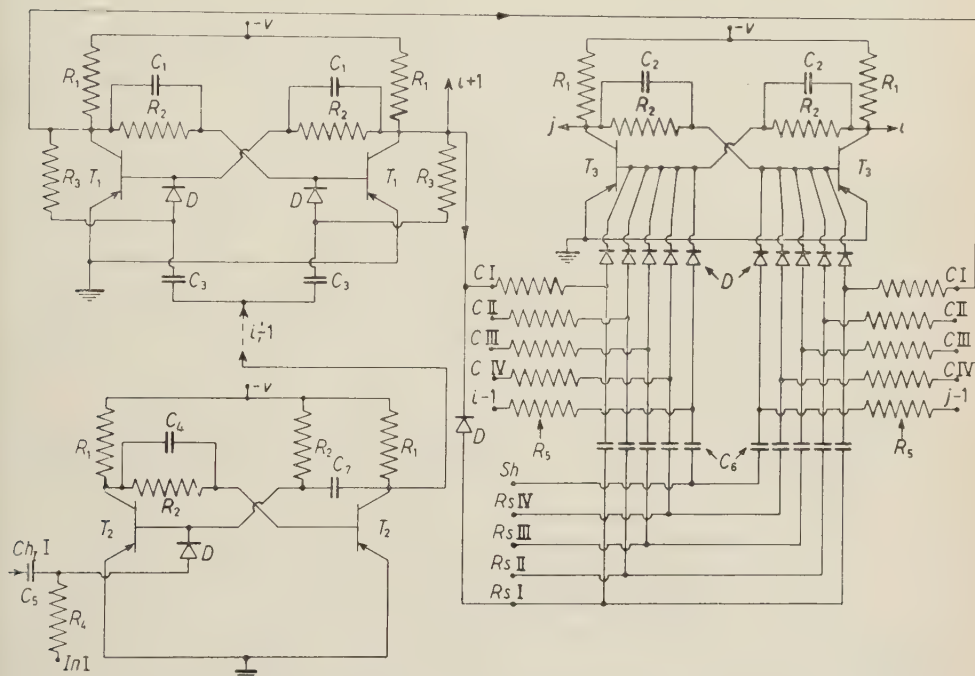 -v
-v
C₁
C₁
C₂
C₂
R₁
R₂
R₂
R₁
i+1
R₁
R₂
R₂
R₁
j
i
R₃
T₁
D
D
T₁
R₃
T₃
T₃
C₃
C₃
D
C I
C II
C III
C IV
i-1
C I
C II
C III
C IV
j-1
i-1
-v
R₁
C₄
R₂
R₂
C₇
R₁
D
R₅
C₆
R₅
T₂
D
T₂
Sh
Rs IV
Rs III
Rs II
Rs I
Ch, I
C₅
R₄
In I